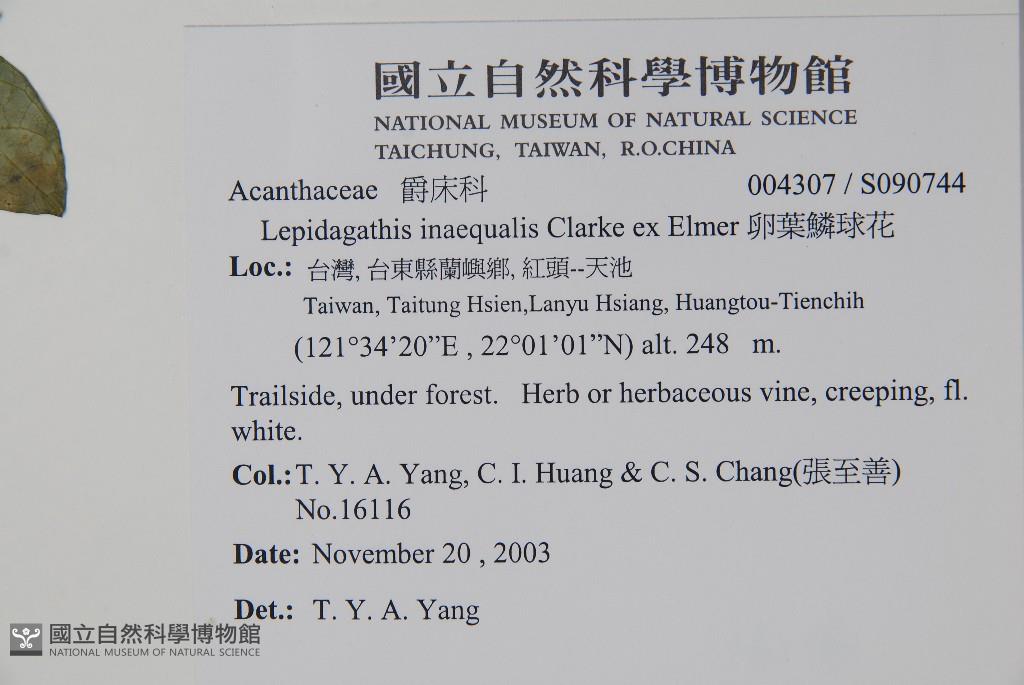 國立自然科學博物館
NATIONAL MUSEUM OF NATURAL SCIENCE
TAICHUNG, TAIWAN, R.O.CHINA
Acanthaceae 爵床科 004307 / S090744
Lepidagathis inaequalis Clarke ex Elmer 卵葉鱗球花
Loc.: 台灣, 台東縣蘭嶼鄉, 紅頭--天池
Taiwan, Taitung Hsien,Lanyu Hsiang, Huangtou-Tienchih
(121°34’20”E , 22°01’01”N) alt. 248 m.
Trailside, under forest. Herb or herbaceous vine, creeping, fl.
white.
Col.: T. Y. A. Yang, C. I. Huang & C. S. Chang(張至善)
No.16116
Date: November 20 , 2003
Det.: T. Y. A. Yang
國立自然科學博物館
NATIONAL MUSEUM OF NATURAL SCIENCE